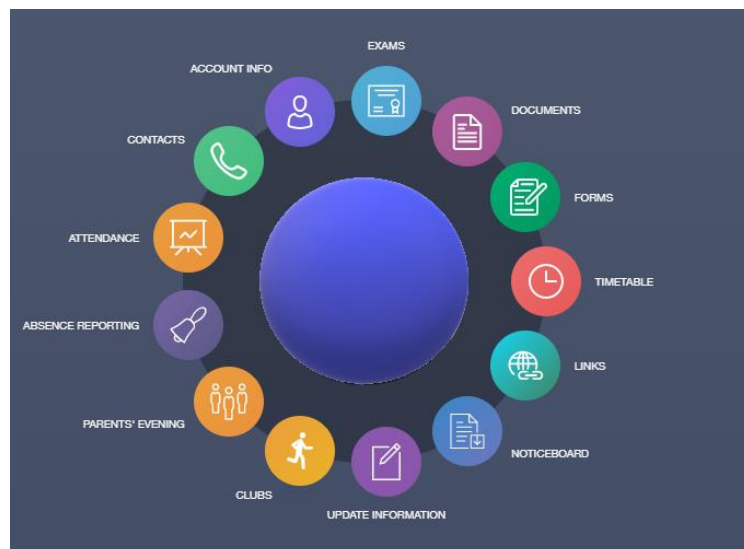 EXAMS
ACCOUNT INFO
DOCUMENTS
CONTACTS
FORMS
ATTENDANCE
TIMETABLE
ABSENCE REPORTING
LINKS
PARENTS' EVENING
NOTICEBOARD
CLUBS
UPDATE INFORMATION